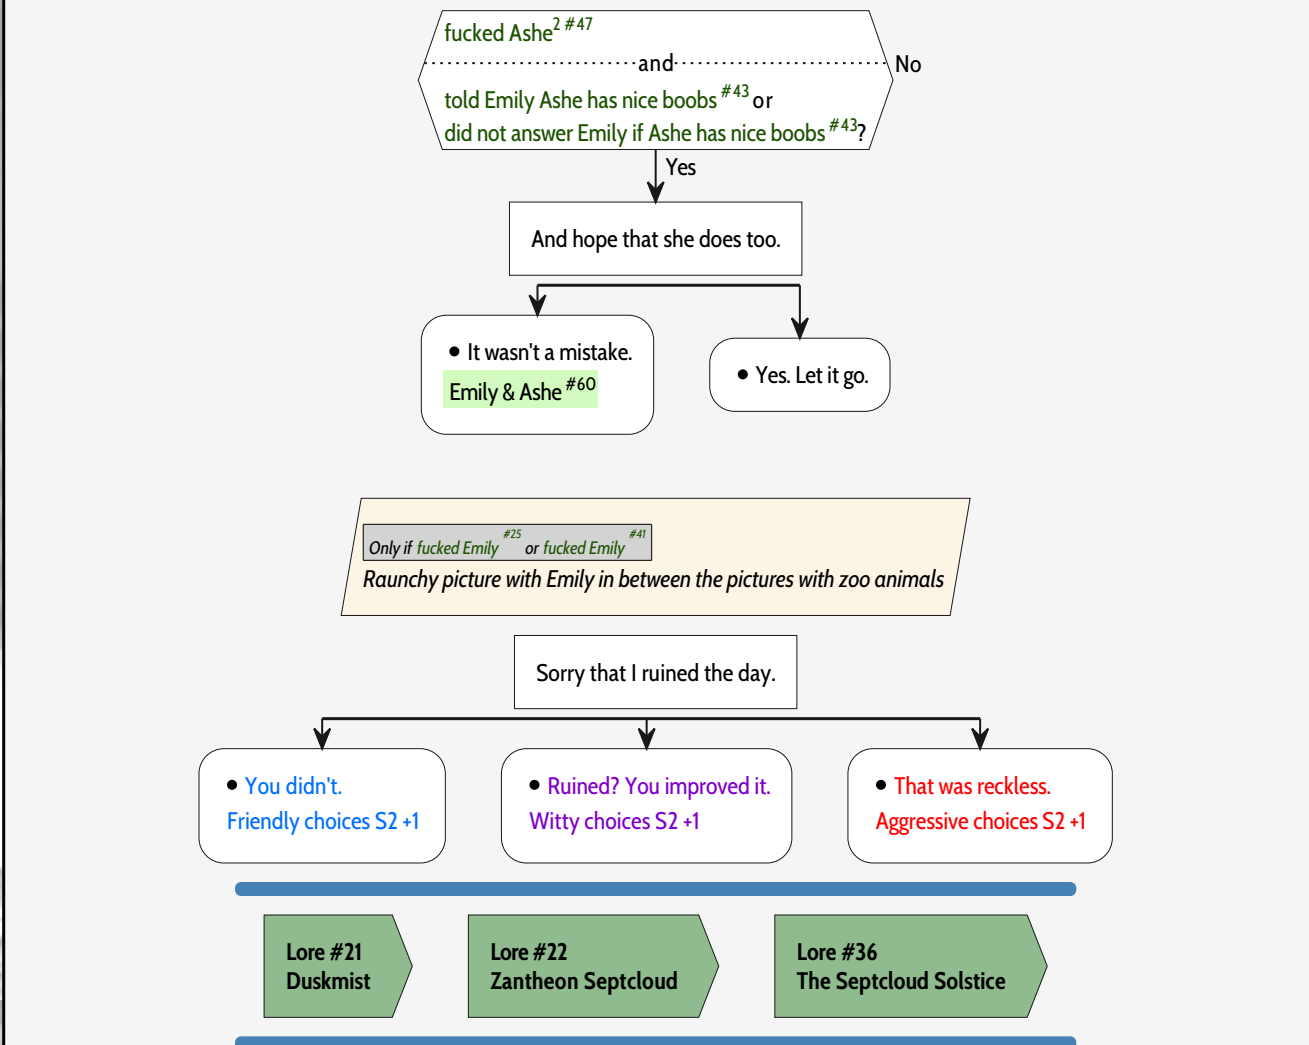 fucked Ashe2 #47
and
No
told Emily Ashe has nice boobs #43 or
did not answer Emily if Ashe has nice boobs #43?
Yes
And hope that she does too.
• It wasn't a mistake.
Emily & Ashe #60
• Yes. Let it go.
Only if fucked Emily #25 or fucked Emily #41
Raunchy picture with Emily in between the pictures with zoo animals
Sorry that I ruined the day.
• You didn't.
Friendly choices S2 +1
• Ruined? You improved it.
Witty choices S2 +1
• That was reckless.
Aggressive choices S2 +1
Lore #21
Duskmist
Lore #22
Zantheon Septcloud
Lore #36
The Septcloud Solstice